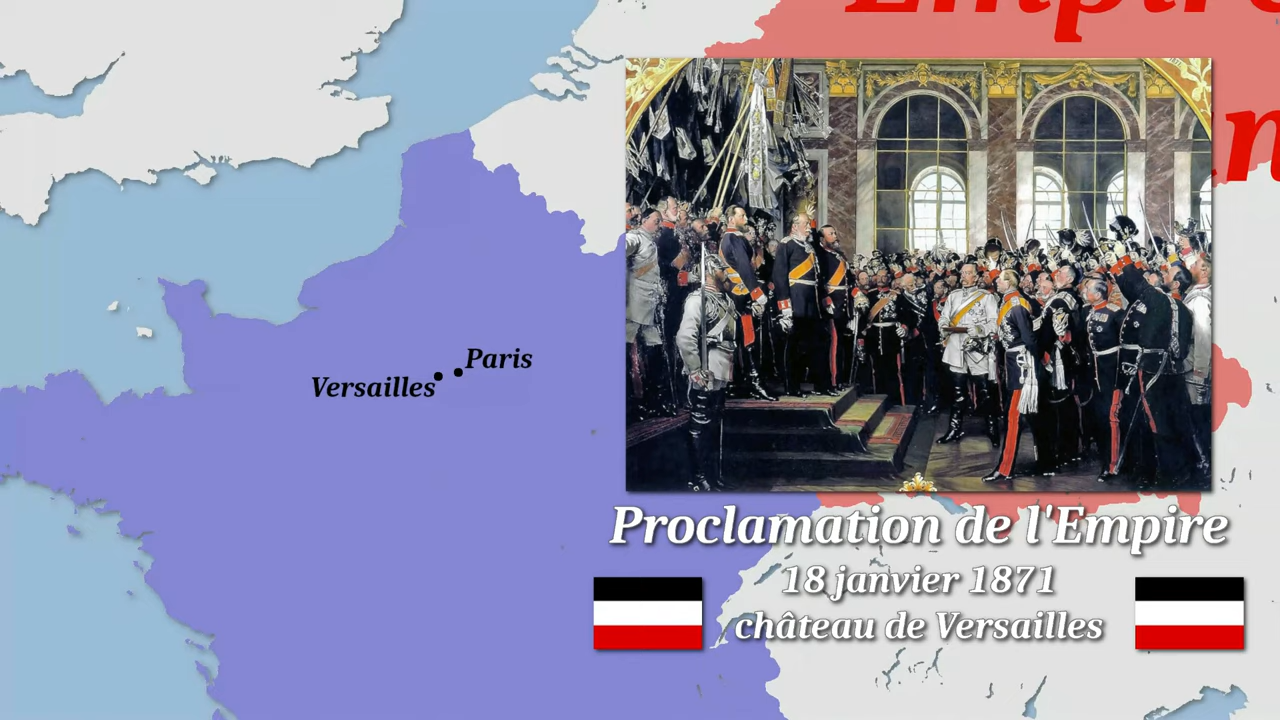 Paris
Versailles
Proclamation de l'Empire
18 janvier 1871
château de Versailles